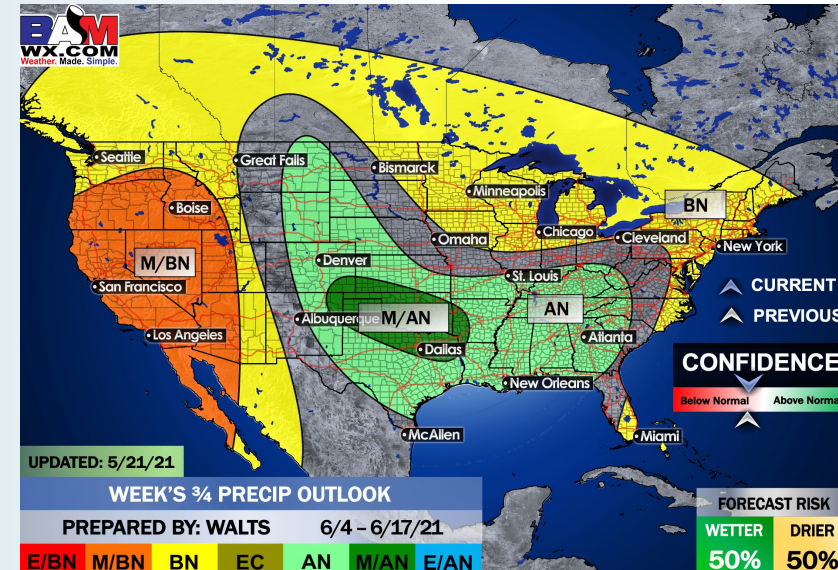 BAM
WX.COM
Weather. Made. Simple.
Seattle
Great Falls
Bismarck
Minneapolis
Boise
BN
Omaha
Chicago
Cleveland
New York
M/BN
Denver
San Francisco
St. Louis
CURRENT
Albuquerque
M/AN
AN
PREVIOUS
Los Angeles
Dallas
Atlanta
CONFIDENCE
New Orleans
Below Normal
Above Norma
McAllen
Miami
UPDATED: 5/21/21
WEEK'S ¾ PRECIP OUTLOOK
PREPARED BY: WALTS 6/4 – 6/17/21
E/BN M/BN BN EC AN M/AN E/AN
FORECAST RISK
WETTER DRIER
50% 50%